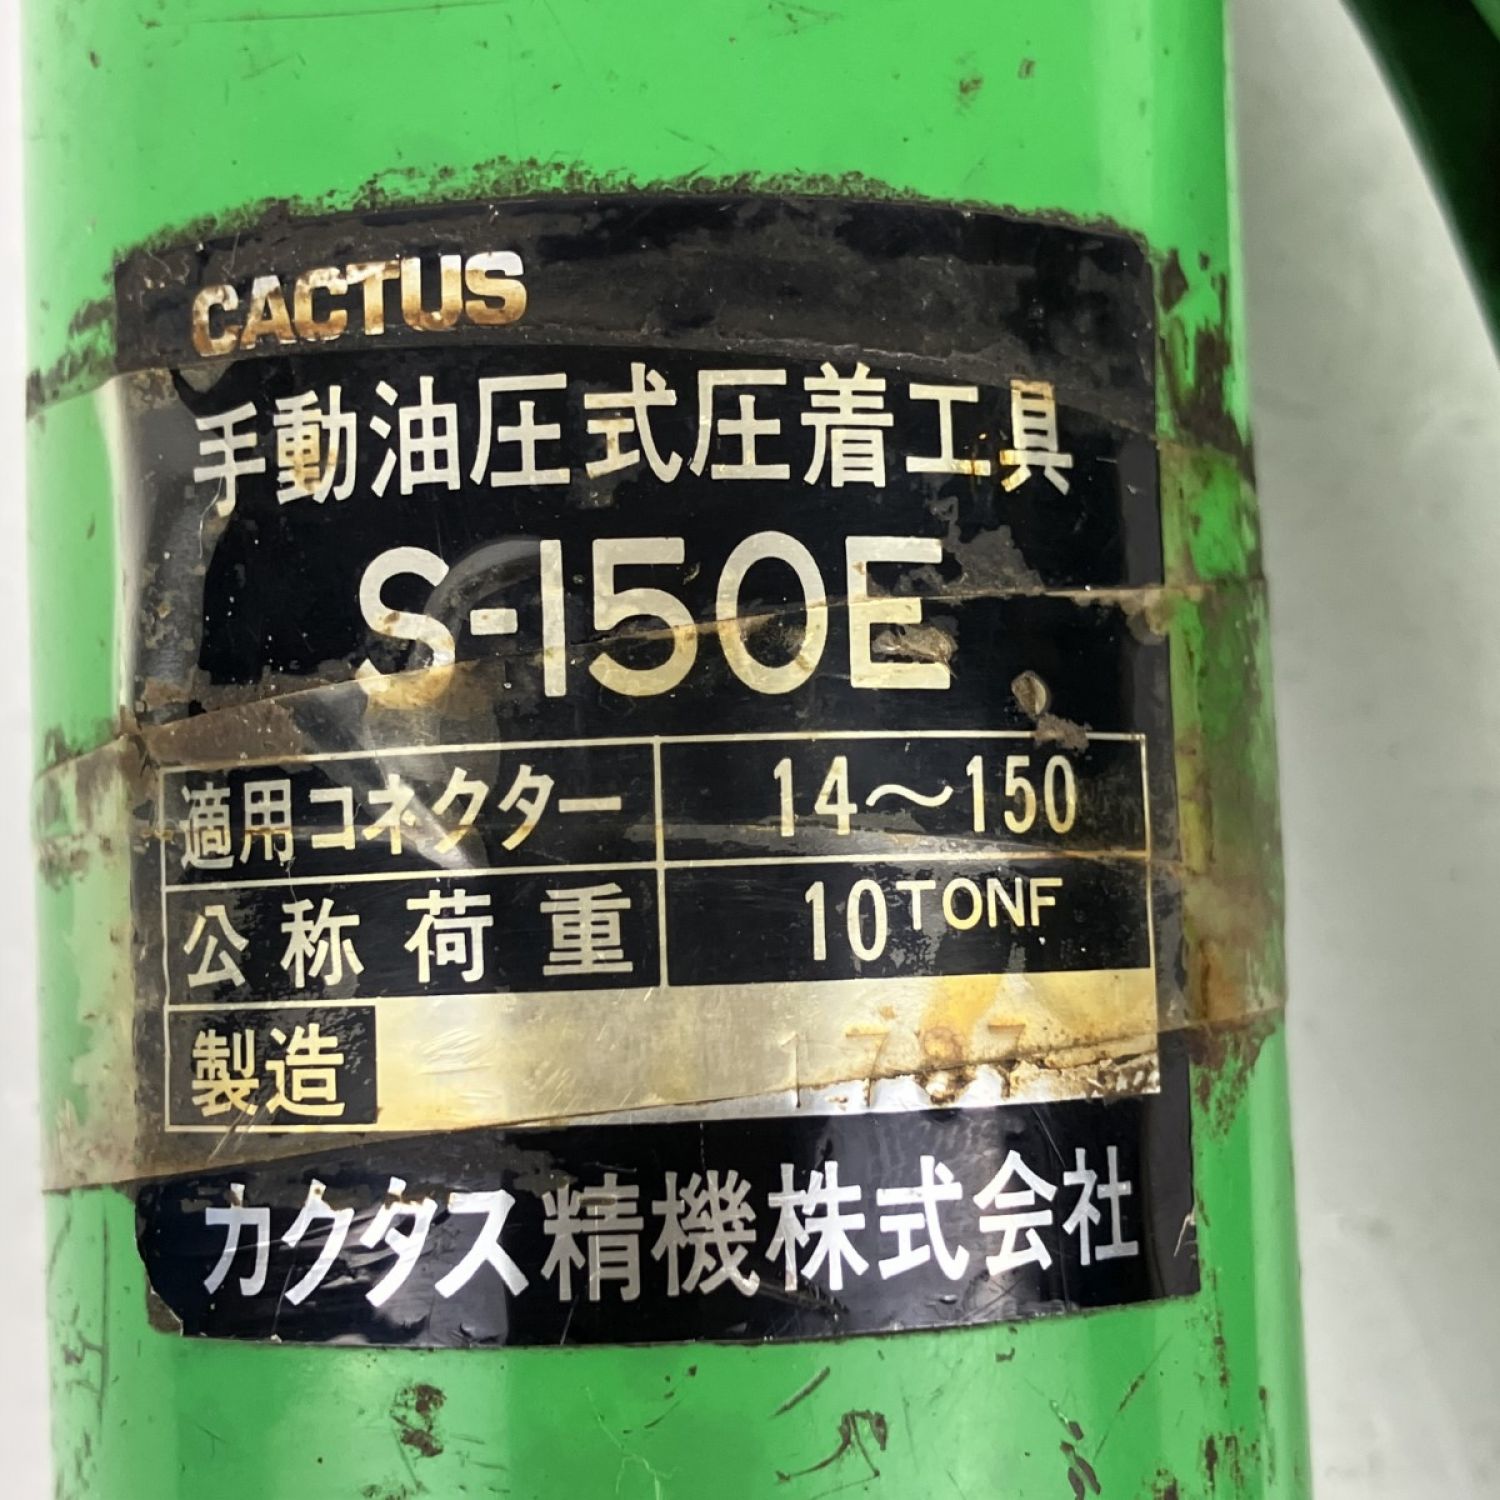 CACTUS
手動油圧式圧着工具
S-150E
適用コネクター 14～150
公称荷重 10TONF
製造
カクタス精機株式会社